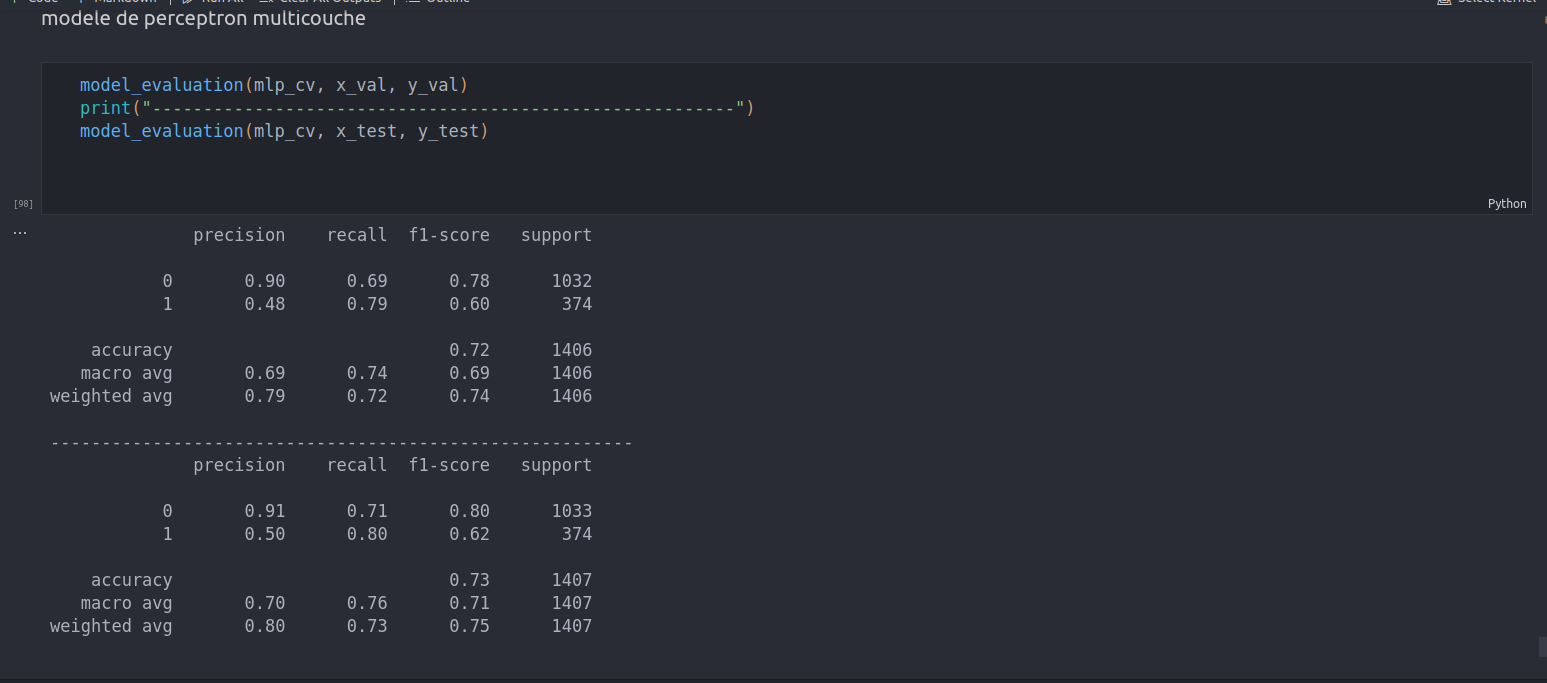 Code Markdown Run All Clear All Outputs Outline Select Kernel
modele de perceptron multicouche
model_evaluation(mlp_cv, x_val, y_val)
print("---------------------------------------------------------")
model_evaluation(mlp_cv, x_test, y_test)
[98]
Python
...
precision recall f1-score support
0 0.90 0.69 0.78 1032
1 0.48 0.79 0.60 374
accuracy 0.72 1406
macro avg 0.69 0.74 0.69 1406
weighted avg 0.79 0.72 0.74 1406
---------------------------------------------------------
precision recall f1-score support
0 0.91 0.71 0.80 1033
1 0.50 0.80 0.62 374
accuracy 0.73 1407
macro avg 0.70 0.76 0.71 1407
weighted avg 0.80 0.73 0.75 1407